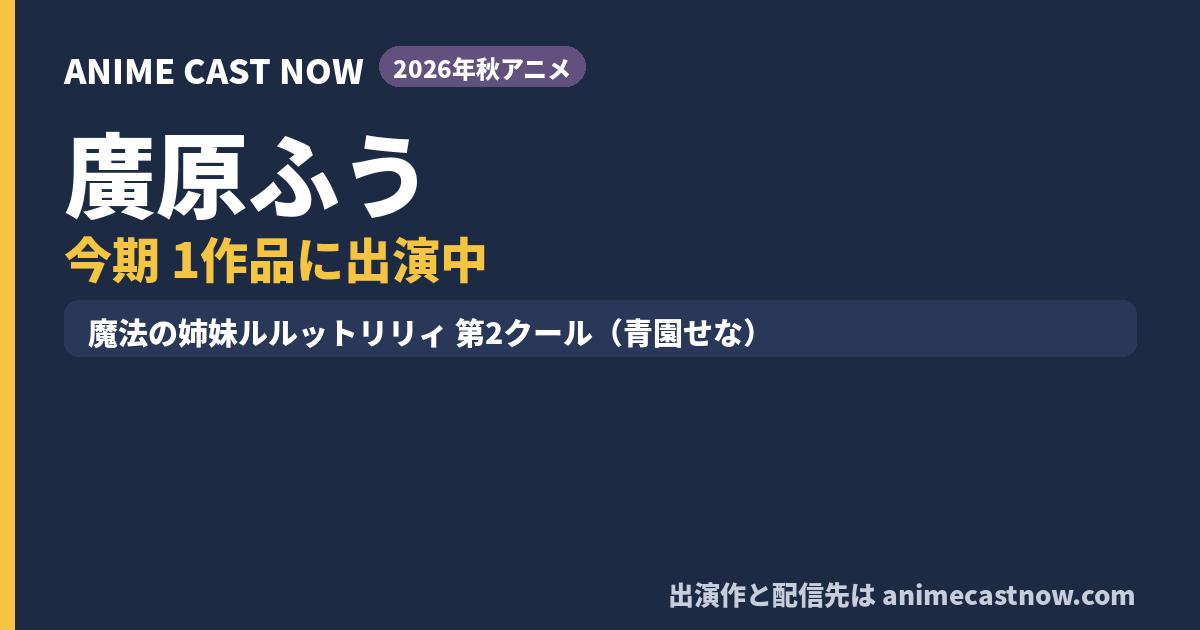 ANIME CAST NOW 2026年秋アニメ
廣原ふう
今期 1作品に出演中
魔法の姉妹ルルットリリィ 第2クール（青園せな）
出演作と配信先は animecastnow.com